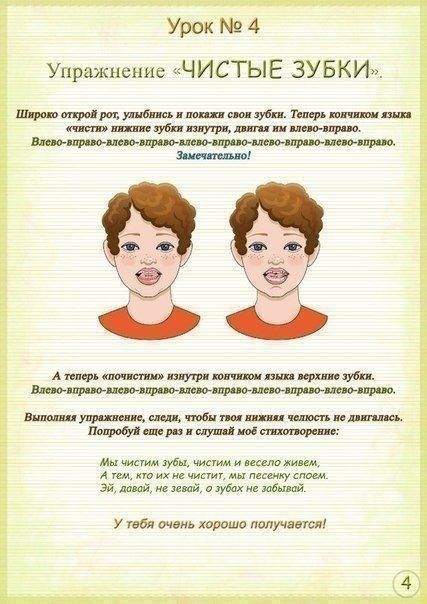 Урок № 4
Упражнение «ЧИСТЫЕ ЗУБКИ».
Широко открой рот, улыбнись и покажи свои зубки. Теперь кончиком языка
«чисти» нижние зубки изнутри, двигая им влево-вправо.
Влево-вправо-влево-вправо-влево-вправо-влево-вправо-влево-вправо.
Замечательно!
А теперь «почистим» изнутри кончиком языка верхние зубки.
Влево-вправо-влево-вправо-влево-вправо-влево-вправо-влево-вправо.
Выполняя упражнение, следи, чтобы твоя нижняя челюсть не двигалась.
Попробуй еще раз и слушай моё стихотворение:
Мы чистим зубы, чистим и весело живем,
А тем, кто их не чистит, мы песенку споем.
Эй, давай, не зевай, о зубах не забывай.
У тебя очень хорошо получается!
4